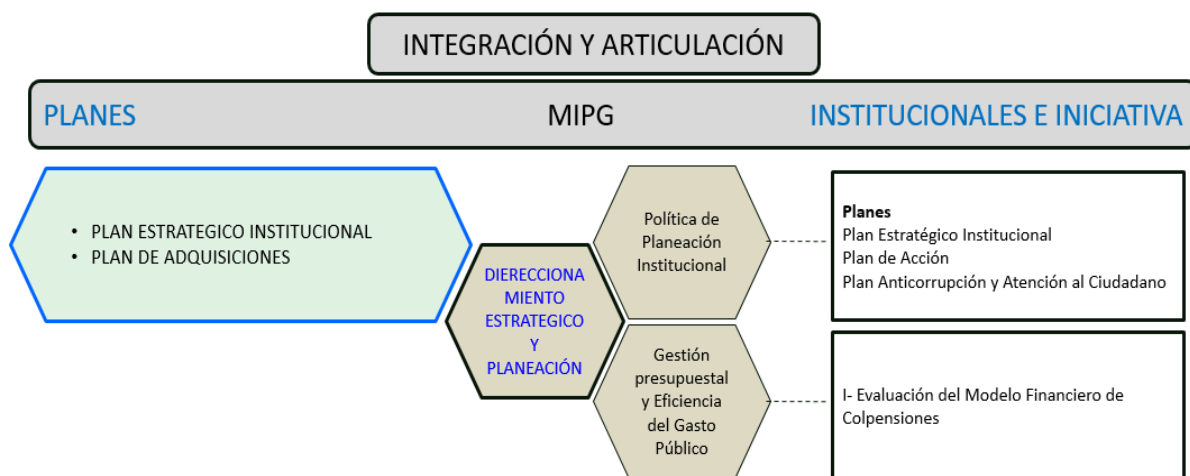 INTEGRACIÓN Y ARTICULACIÓN
PLANES
MIPG
INSTITUCIONALES E INICIATIVA
• PLAN ESTRATEGICO INSTITUCIONAL
• PLAN DE ADQUISICIONES
DIERECCIONA
MIENTO
ESTRATEGICO
Y
PLANEACIÓN
Política de
Planeación
Institucional
Planes
Plan Estratégico Institucional
Plan de Acción
Plan Anticorrupción y Atención al Ciudadano
Gestión
presupuestal
y Eficiencia
del Gasto
Público
I- Evaluación del Modelo Financiero de
Colpensiones